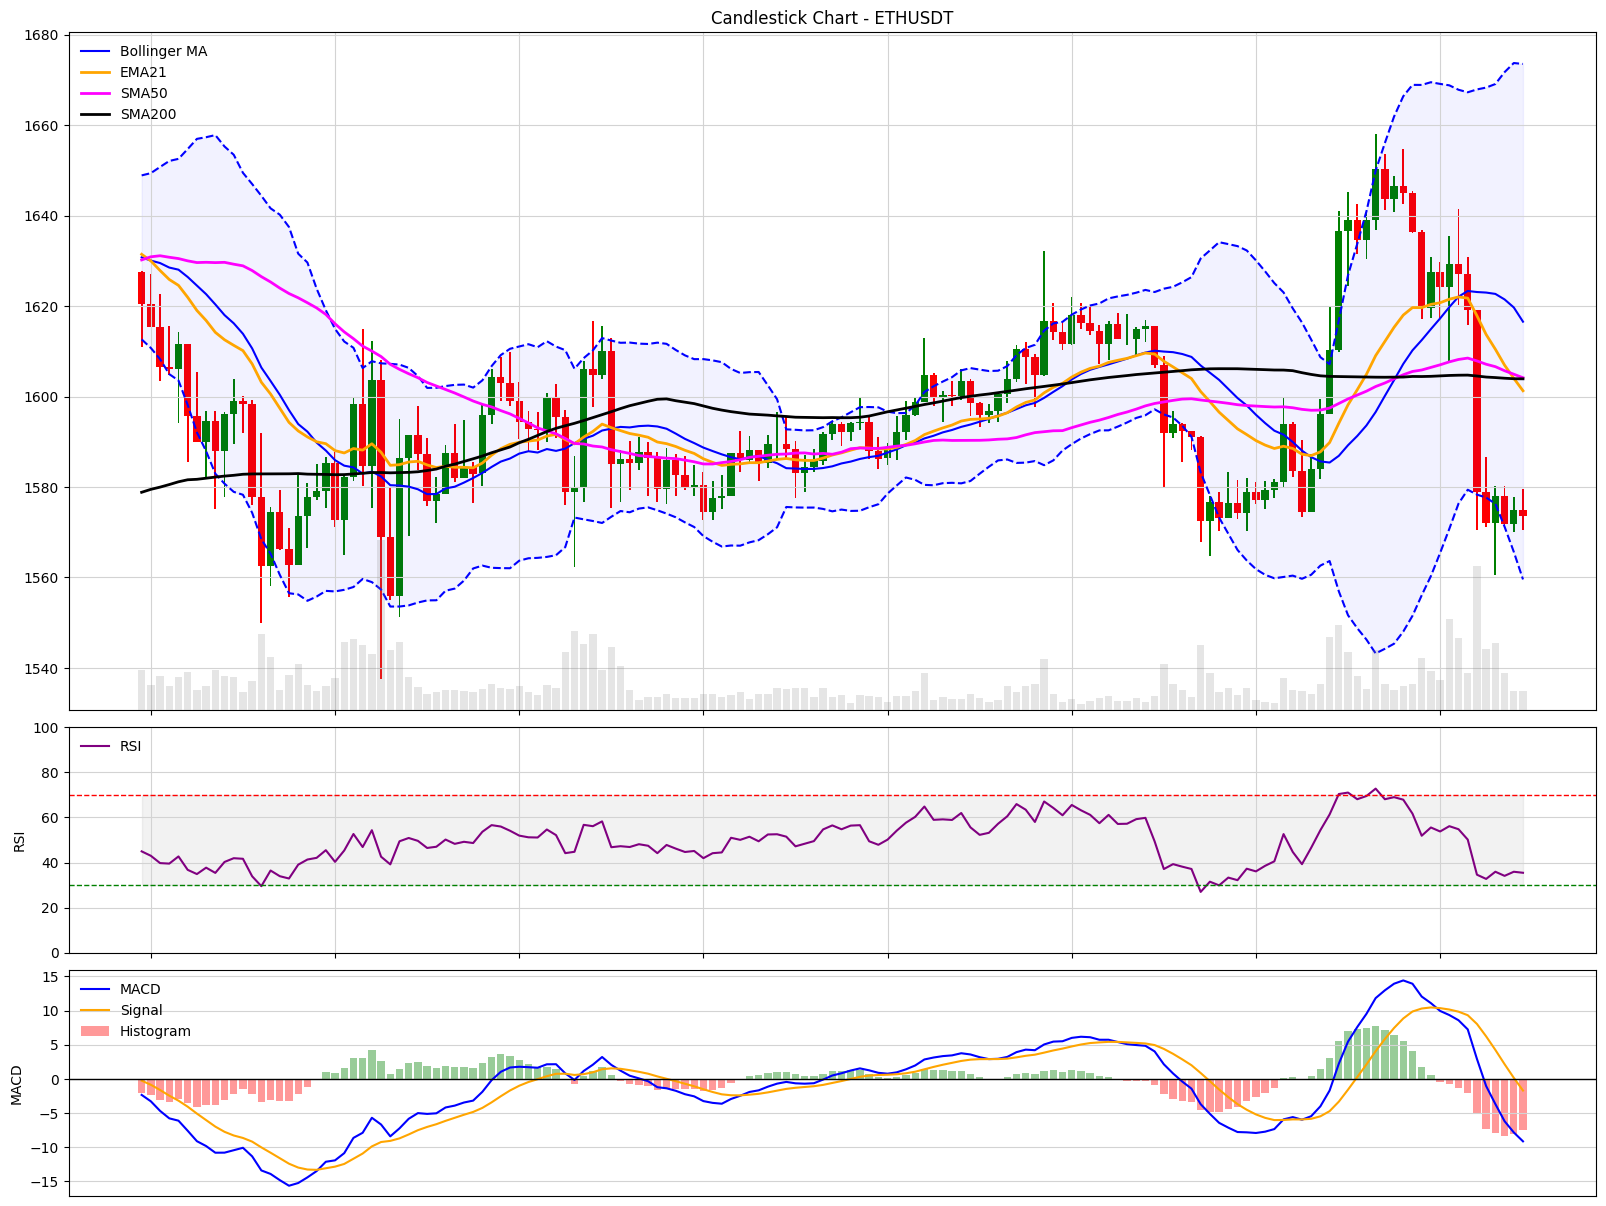 Candlestick Chart - ETHUSDT
1680
1660
1640
1620
1600
1580
1560
1540
Bollinger MA
EMA21
SMA50
SMA200
RSI
100
80
60
40
20
0
RSI
MACD
15
10
5
0
−5
−10
−15
MACD
Signal
Histogram